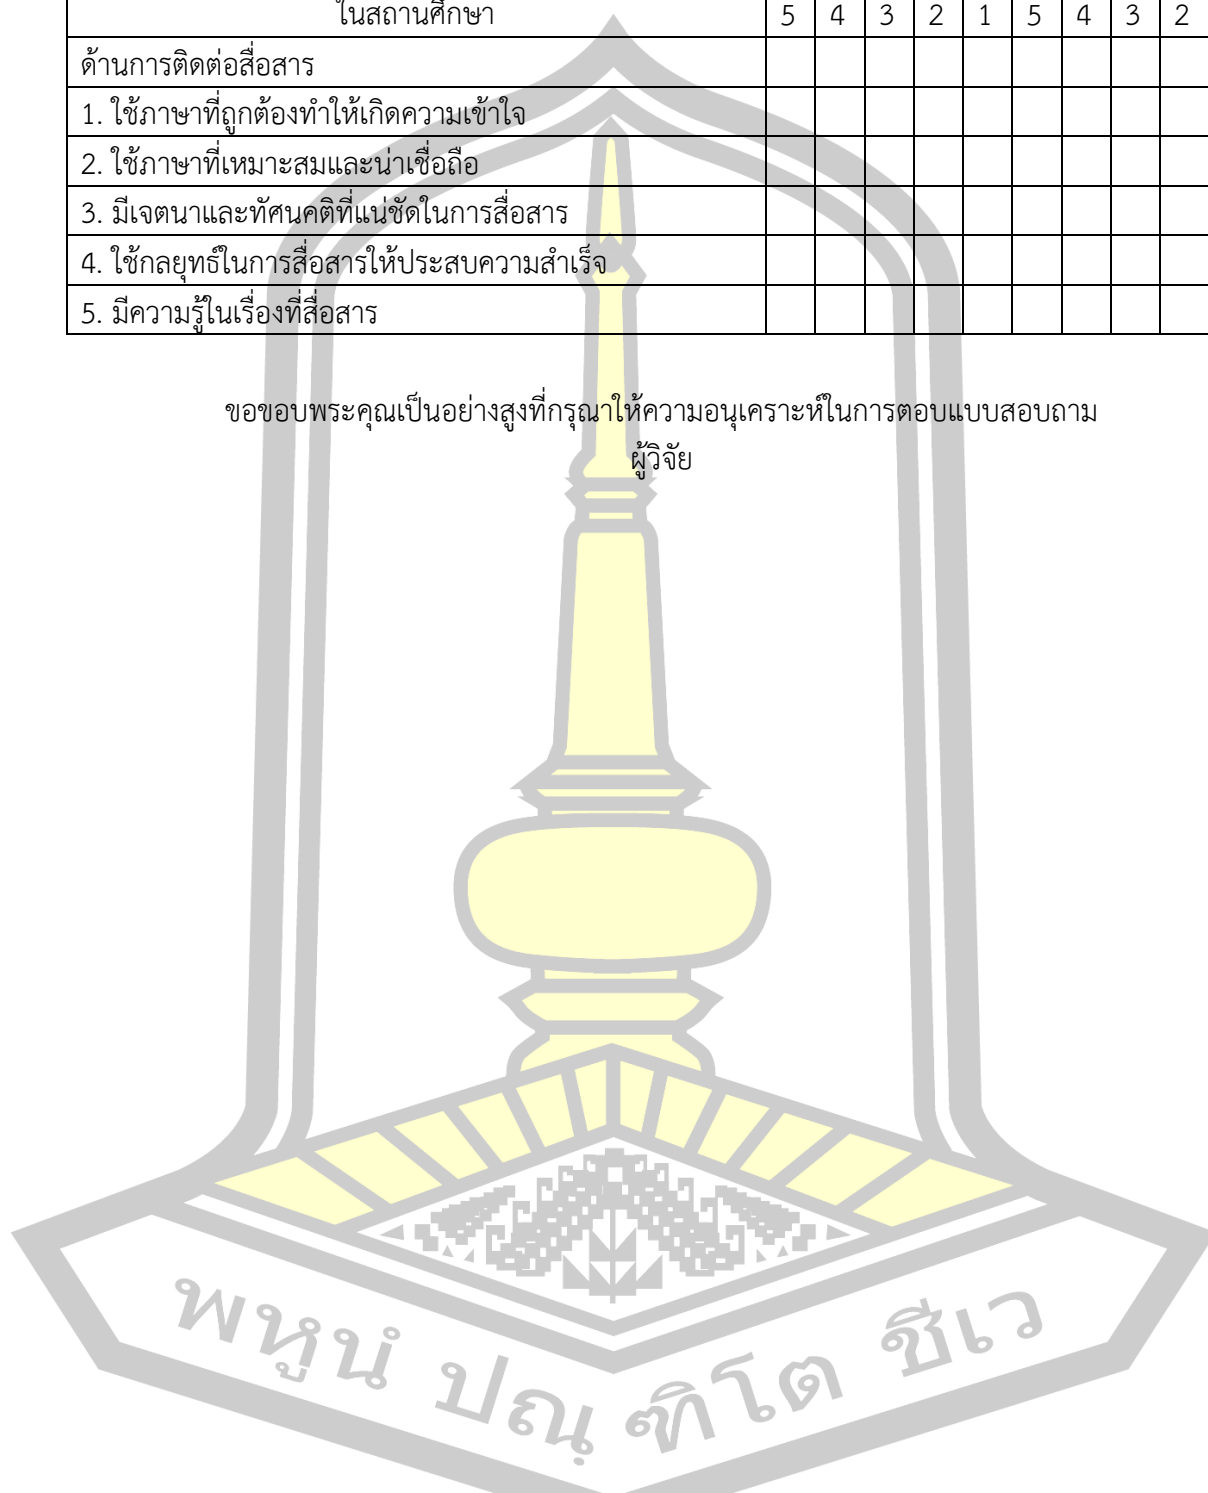 ในสถานศึกษา 5 4 3 2 1 5 4 3 2
ด้านการติดต่อสื่อสาร
1. ใช้ภาษาที่ถูกต้องทำให้เกิดความเข้าใจ
2. ใช้ภาษาที่เหมาะสมและน่าเชื่อถือ
3. มีเจตนาและทัศนคติที่แน่ชัดในการสื่อสาร
4. ใช้กลยุทธ์ในการสื่อสารให้ประสบความสำเร็จ
5. มีความรู้ในเรื่องที่สื่อสาร
ขอขอบพระคุณเป็นอย่างสูงที่กรุณาให้ความอนุเคราะห์ในการตอบแบบสอบถาม
ผู้วิจัย
พหูนํ ปณฺฑิโต ชีเว